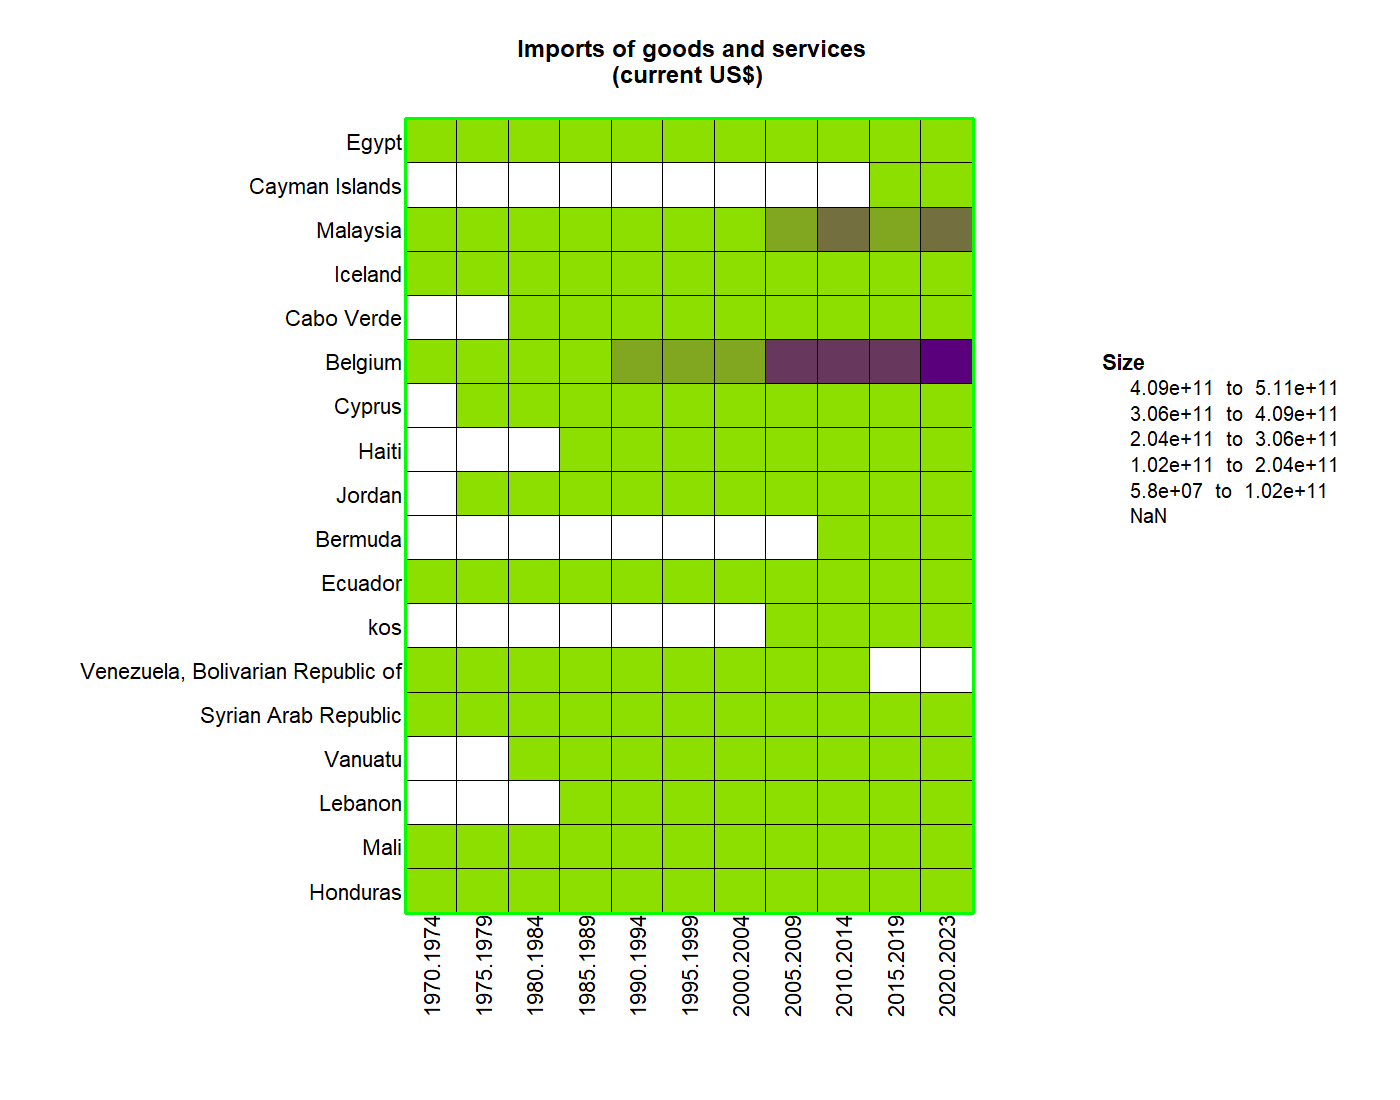 Imports of goods and services
(current US$)
Egypt
Cayman Islands
Malaysia
Iceland
Cabo Verde
Belgium
Cyprus
Haiti
Jordan
Bermuda
Ecuador
kos
Venezuela, Bolivarian Republic of
Syrian Arab Republic
Vanuatu
Lebanon
Mali
Honduras
1970.1974
1975.1979
1980.1984
1985.1989
1990.1994
1995.1999
2000.2004
2005.2009
2010.2014
2015.2019
2020.2023
Size
4.09e+11 to 5.11e+11
3.06e+11 to 4.09e+11
2.04e+11 to 3.06e+11
1.02e+11 to 2.04e+11
5.8e+07 to 1.02e+11
NaN